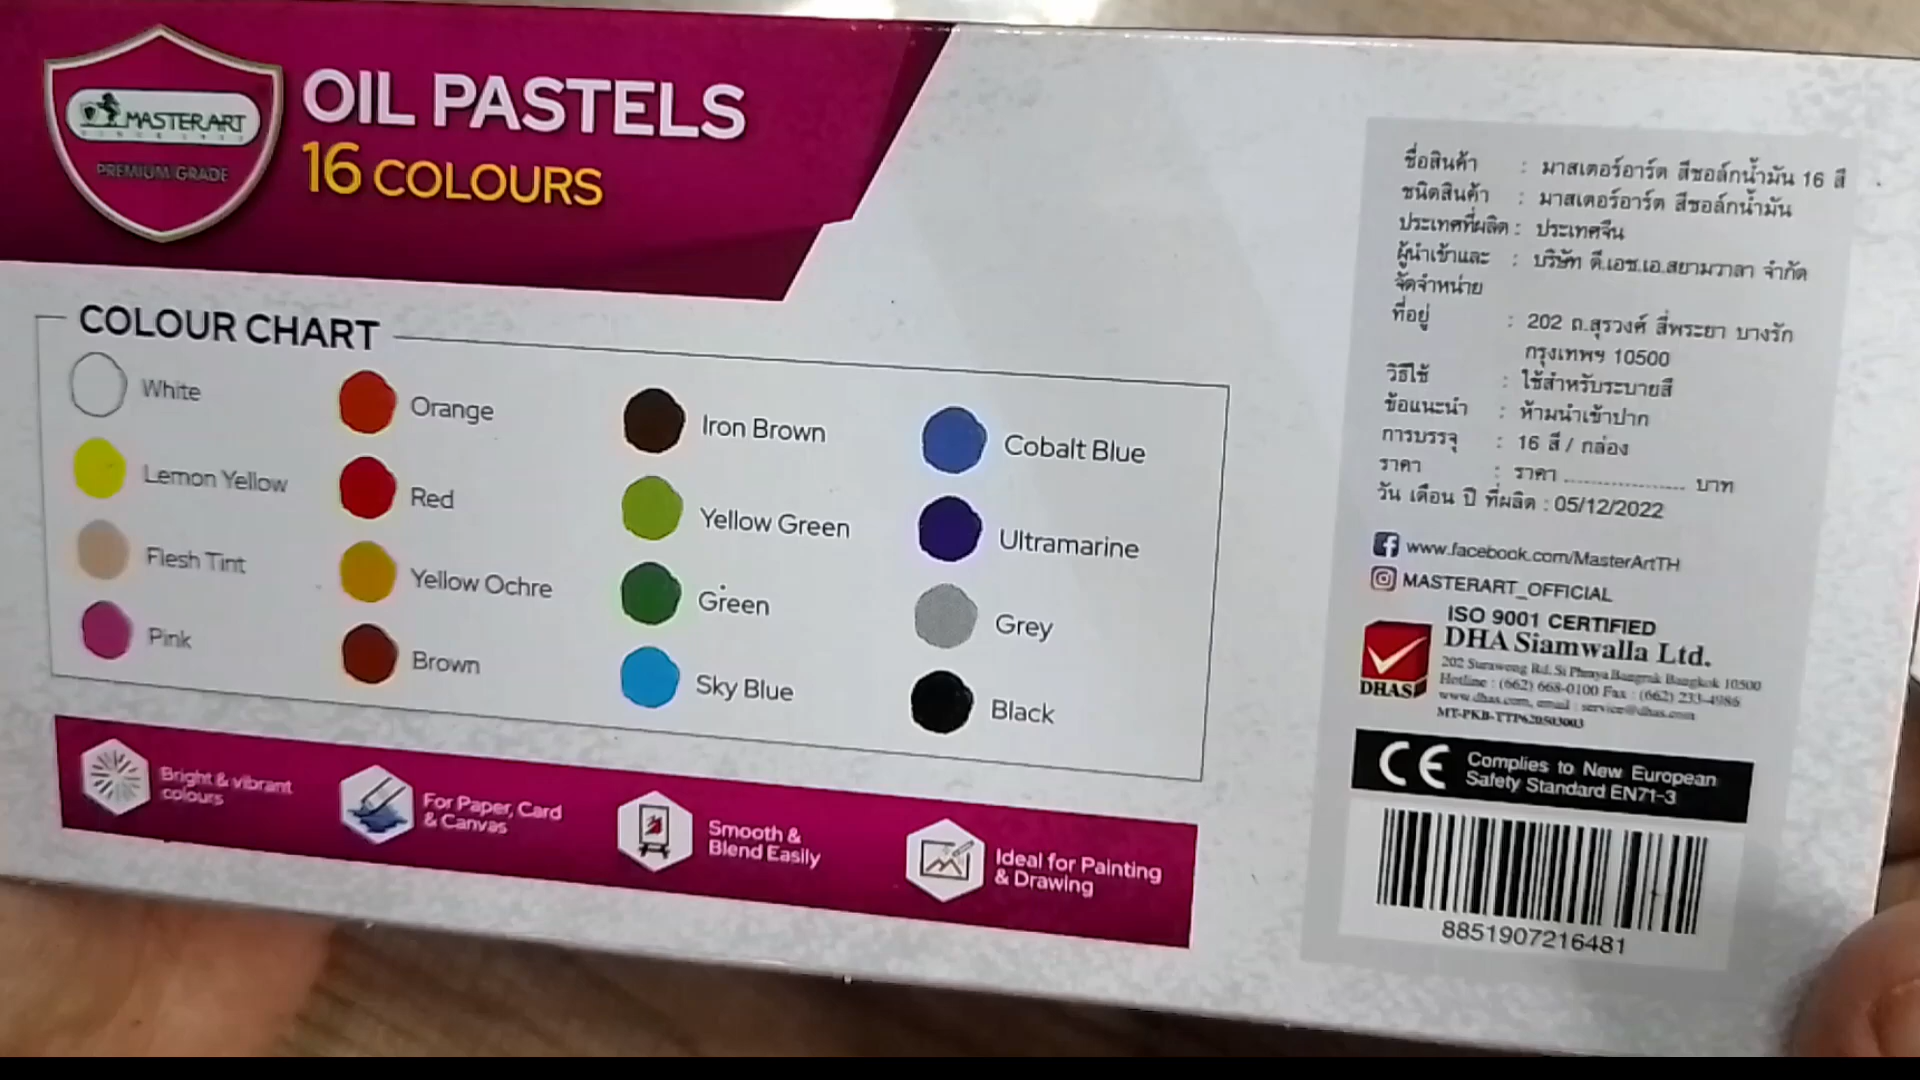 MASTERART
PREMIUM GRADE
OIL PASTELS
16 COLOURS
COLOUR CHART
White
Lemon Yellow
Flesh Tint
Pink
Orange
Red
Yellow Ochre
Brown
Iron Brown
Yellow Green
Green
Sky Blue
Cobalt Blue
Ultramarine
Grey
Black
Bright & vibrant
colours
For Paper, Card
& Canvas
Smooth &
Blend Easily
Ideal for Painting
& Drawing
ชื่อสินค้า : มาสเตอร์อาร์ต สีชอล์กน้ำมัน 16 สี
ชนิดสินค้า : มาสเตอร์อาร์ต สีชอล์กน้ำมัน
ประเทศที่ผลิต : ประเทศจีน
ผู้นำเข้าและ : บริษัท ดี.เอช.เอ.สยามวาลา จำกัด
จัดจำหน่าย
ที่อยู่ : 202 ถ.สุรวงศ์ สี่พระยา บางรัก
กรุงเทพฯ 10500
วิธีใช้ : ใช้สำหรับระบายสี
ข้อแนะนำ : ห้ามนำเข้าปาก
การบรรจุ : 16 สี / กล่อง
ราคา : ราคา .................... บาท
วัน เดือน ปี ที่ผลิต : 05/12/2022
www.facebook.com/MasterArtTH
MASTERART_OFFICIAL
ISO 9001 CERTIFIED
DHA Siamwalla Ltd.
202 Surawong Rd. Si Phraya Bangrak Bangkok 10500
Hotline : (662) 668-0100 Fax : (662) 233-4986
www.dhas.com, email : service@dhas.com
MT-PKB-TTP620503003
DHAS
CE
Complies to New European
Safety Standard EN71-3
8851907216481